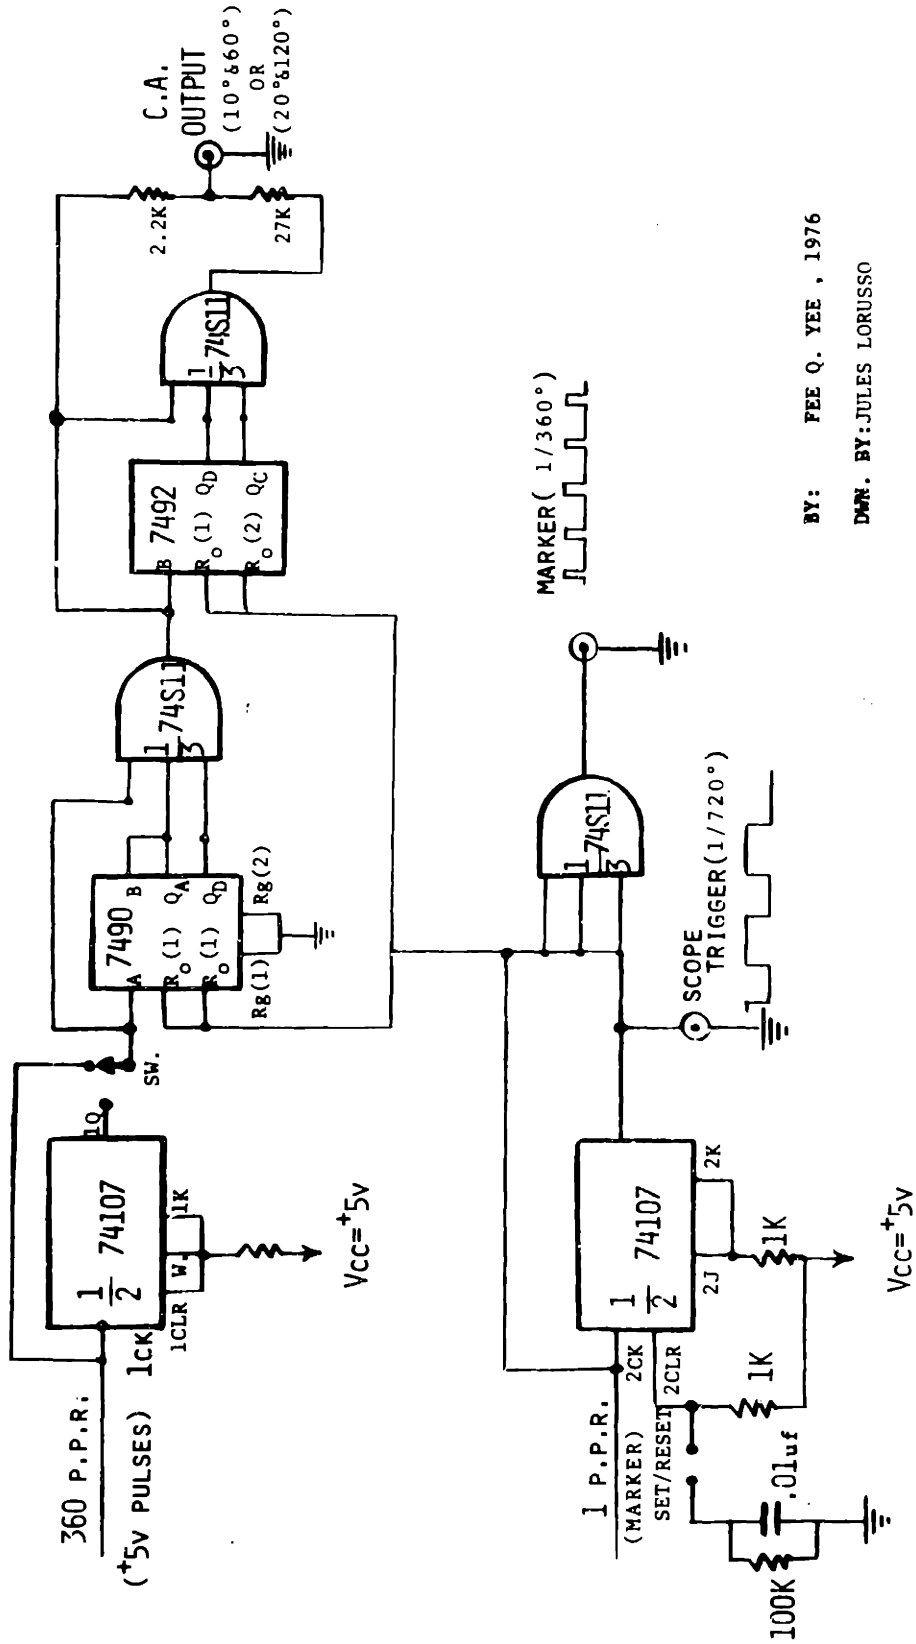 360 P.P.R.
(+5v PULSES)
1CK
1/2 74107
1Q
1CLR
W.
1K
Vcc=+5v
SW.
7490
A
B
Ro(1) QA
Ro(1) QD
Rg(1)
Rg(2)
1/3 74S11
7492
B
Ro(1) QD
Ro(2) QC
1/3 74S11
2.2K
27K
C.A.
OUTPUT
(10°&60°)
OR
(20°&120°)
1 P.P.R.
(MARKER)
SET/RESET
2CK
2CLR
1/2 74107
2J
2K
1K
1K
Vcc=+5v
100K
.01uf
SCOPE
TRIGGER(1/720°)
1/3 74S11
MARKER( 1/360°)
BY: FEE Q. YEE , 1976
DWN. BY:JULES LORUSSO